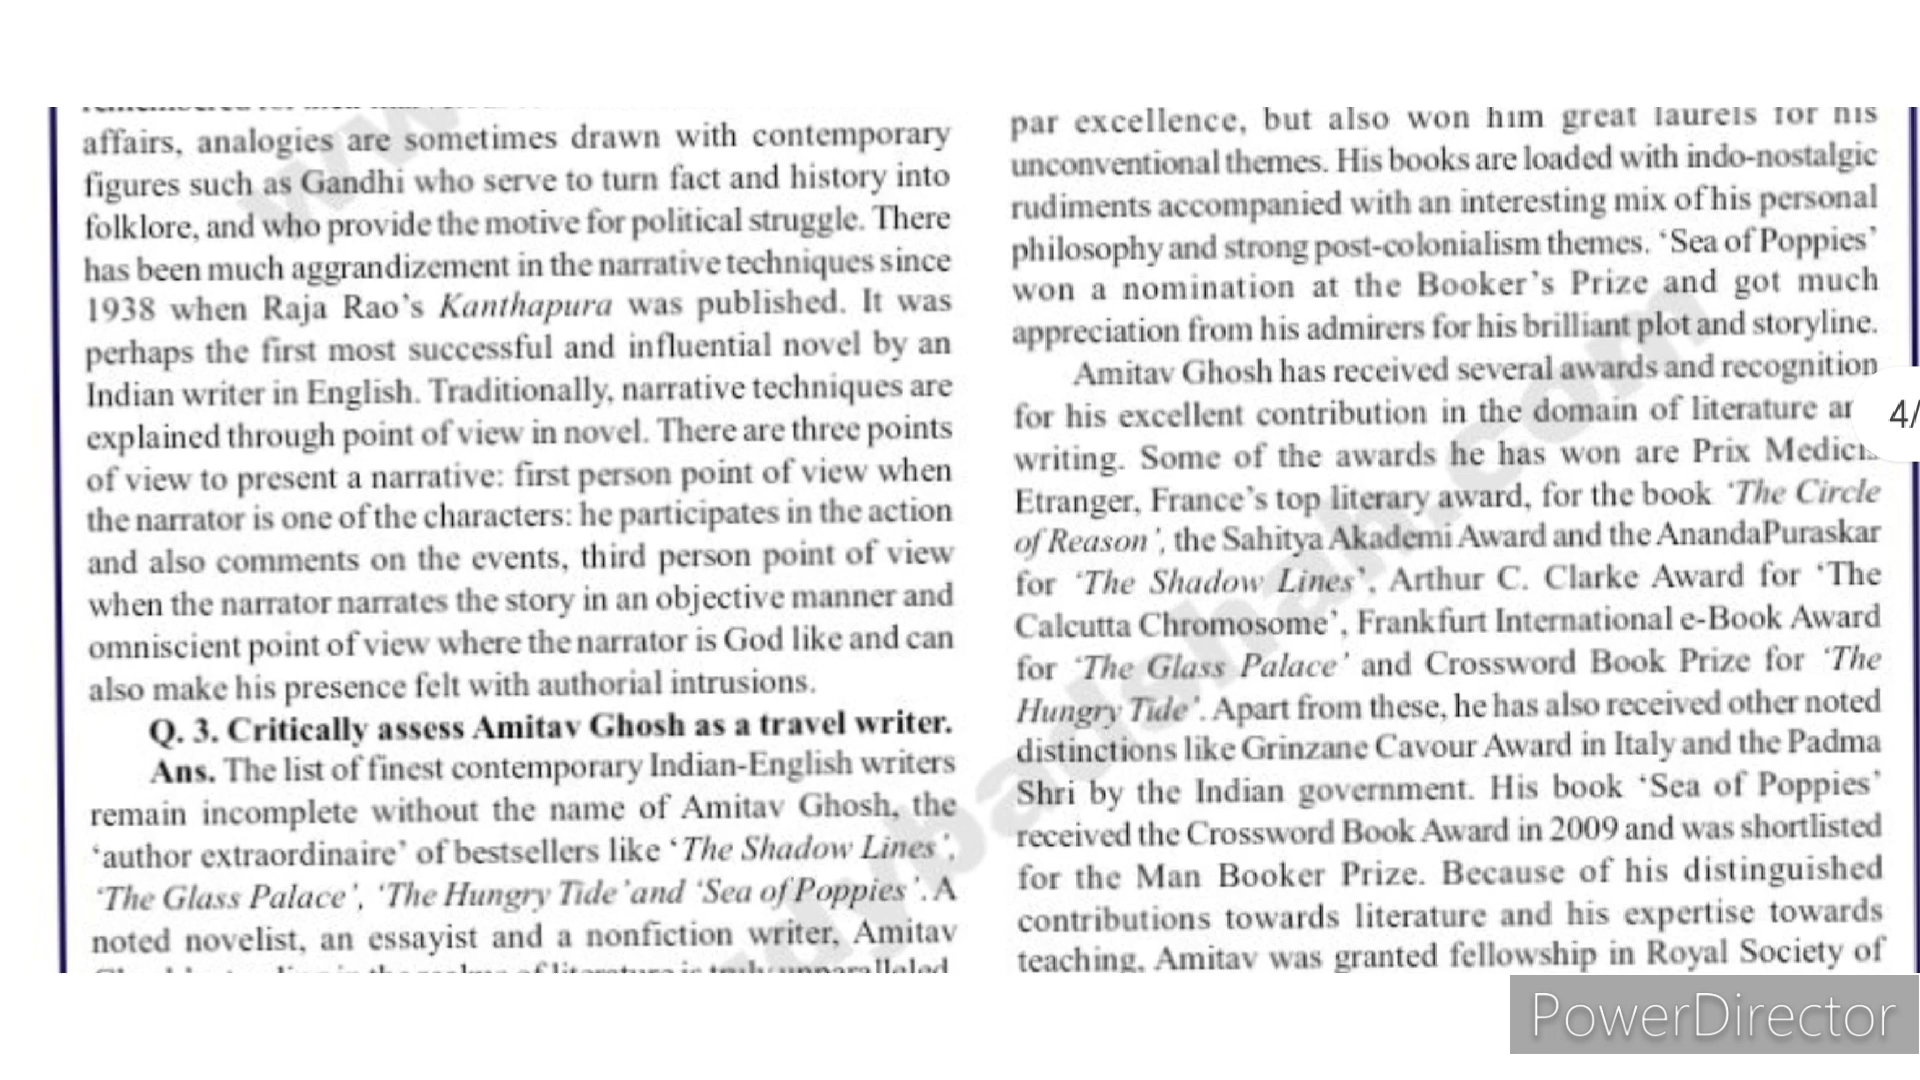 affairs, analogies are sometimes drawn with contemporary
figures such as Gandhi who serve to turn fact and history into
folklore, and who provide the motive for political struggle. There
has been much aggrandizement in the narrative techniques since
1938 when Raja Rao's Kanthapura was published. It was
perhaps the first most successful and influential novel by an
Indian writer in English. Traditionally, narrative techniques are
explained through point of view in novel. There are three points
of view to present a narrative: first person point of view when
the narrator is one of the characters: he participates in the action
and also comments on the events, third person point of view
when the narrator narrates the story in an objective manner and
omniscient point of view where the narrator is God like and can
also make his presence felt with authorial intrusions.
Q. 3. Critically assess Amitav Ghosh as a travel writer.
Ans. The list of finest contemporary Indian-English writers
remain incomplete without the name of Amitav Ghosh, the
‘author extraordinaire’ of bestsellers like ‘The Shadow Lines’,
‘The Glass Palace’, ‘The Hungry Tide’ and ‘Sea of Poppies’. A
noted novelist, an essayist and a nonfiction writer, Amitav
par excellence, but also won him great laurels for his
unconventional themes. His books are loaded with indo-nostalgic
rudiments accompanied with an interesting mix of his personal
philosophy and strong post-colonialism themes. ‘Sea of Poppies’
won a nomination at the Booker's Prize and got much
appreciation from his admirers for his brilliant plot and storyline.
Amitav Ghosh has received several awards and recognition
for his excellent contribution in the domain of literature ar
writing. Some of the awards he has won are Prix Medicis
Etranger, France's top literary award, for the book ‘The Circle
of Reason’, the Sahitya Akademi Award and the AnandaPuraskar
for ‘The Shadow Lines’, Arthur C. Clarke Award for ‘The
Calcutta Chromosome’, Frankfurt International e-Book Award
for ‘The Glass Palace’ and Crossword Book Prize for ‘The
Hungry Tide’. Apart from these, he has also received other noted
distinctions like Grinzane Cavour Award in Italy and the Padma
Shri by the Indian government. His book ‘Sea of Poppies’
received the Crossword Book Award in 2009 and was shortlisted
for the Man Booker Prize. Because of his distinguished
contributions towards literature and his expertise towards
teaching, Amitav was granted fellowship in Royal Society of
4/
PowerDirector